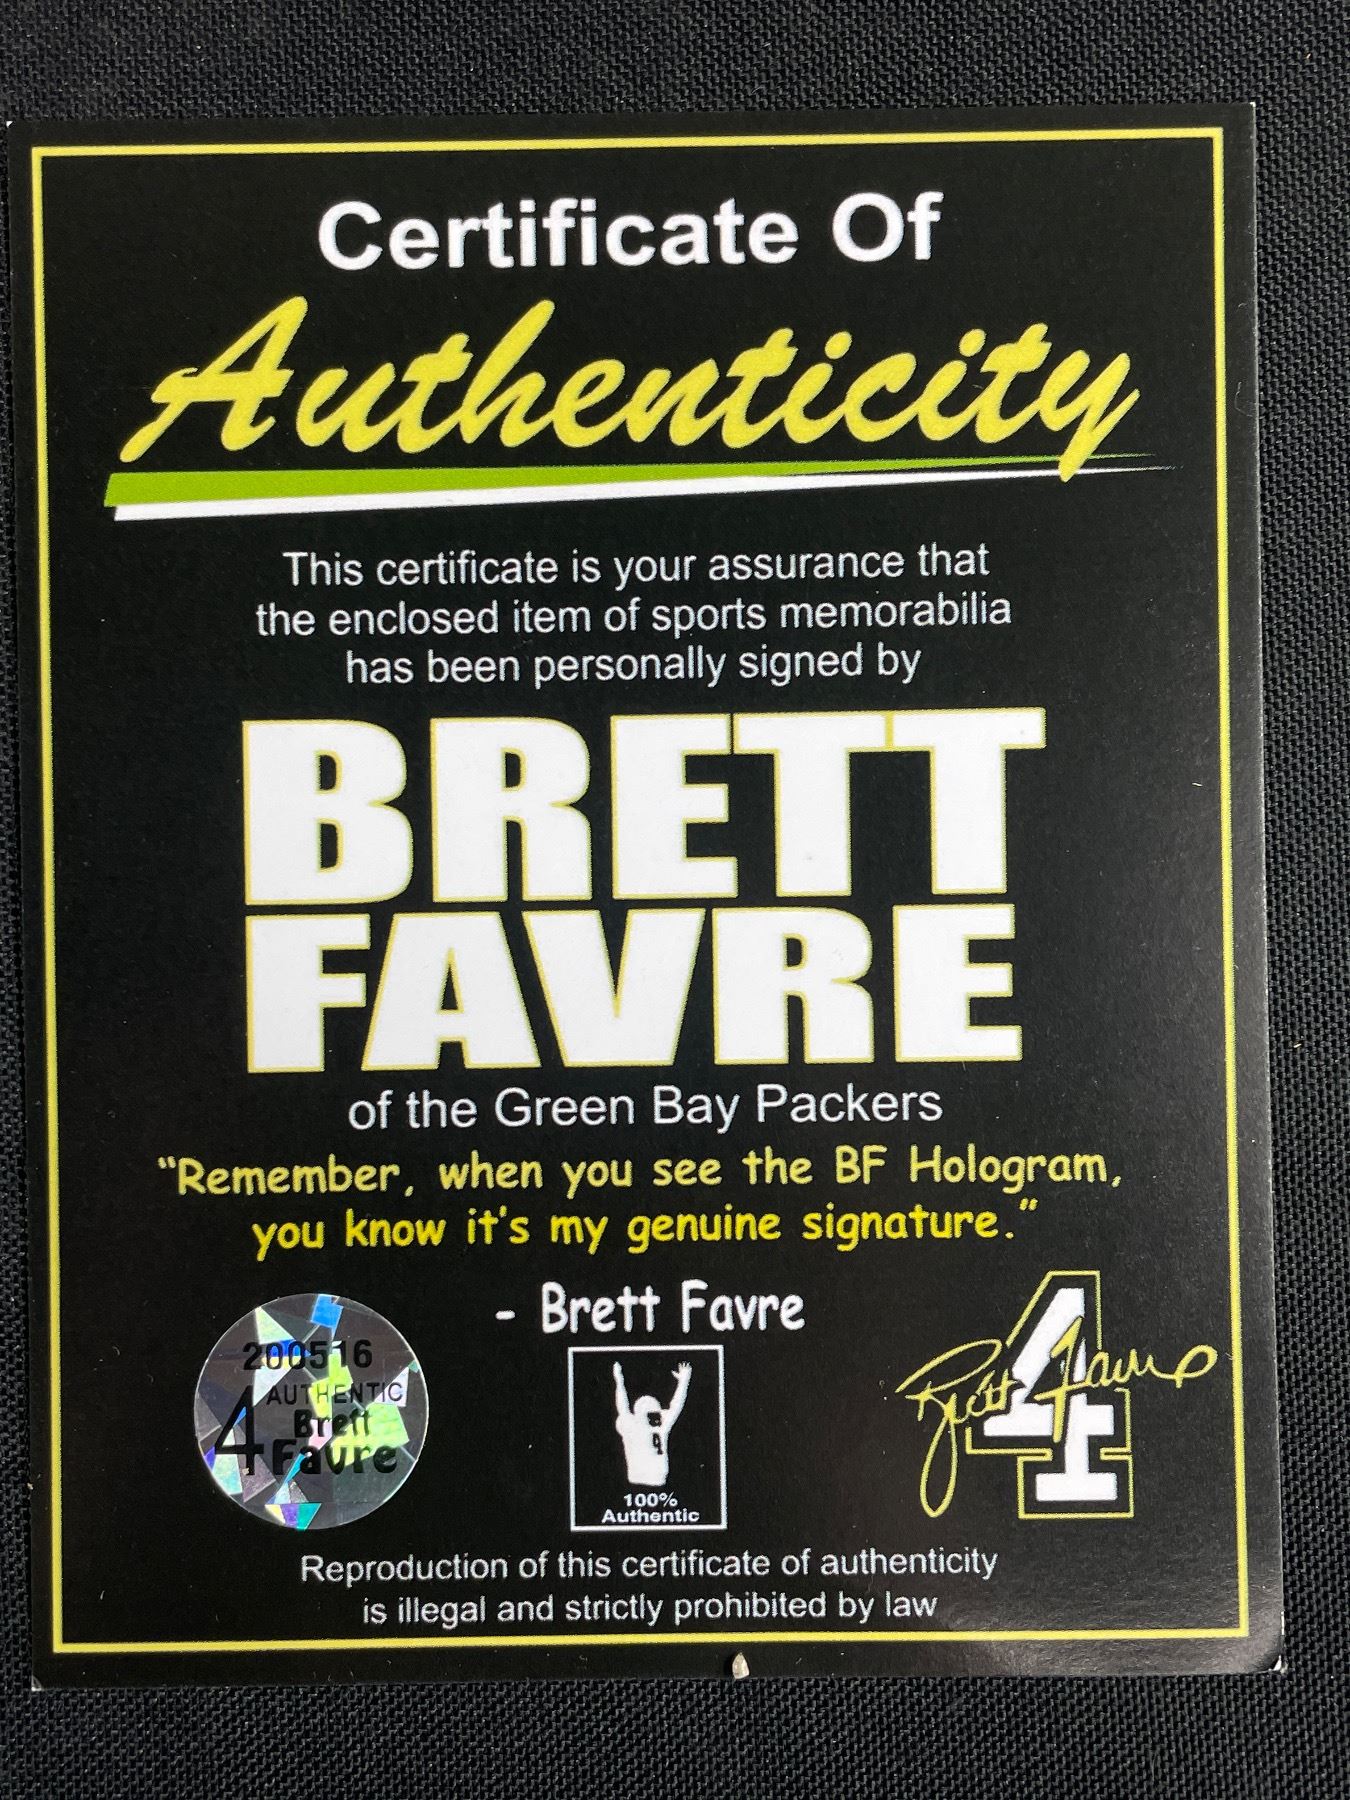 Certificate Of
Authenticity
This certificate is your assurance that
the enclosed item of sports memorabilia
has been personally signed by
BRETT
FAVRE
of the Green Bay Packers
"Remember, when you see the BF Hologram,
you know it's my genuine signature."
- Brett Favre
200516
AUTHENTIC
4 Brett
Favre
4
100%
Authentic
Brett Favre
4
Reproduction of this certificate of authenticity
is illegal and strictly prohibited by law